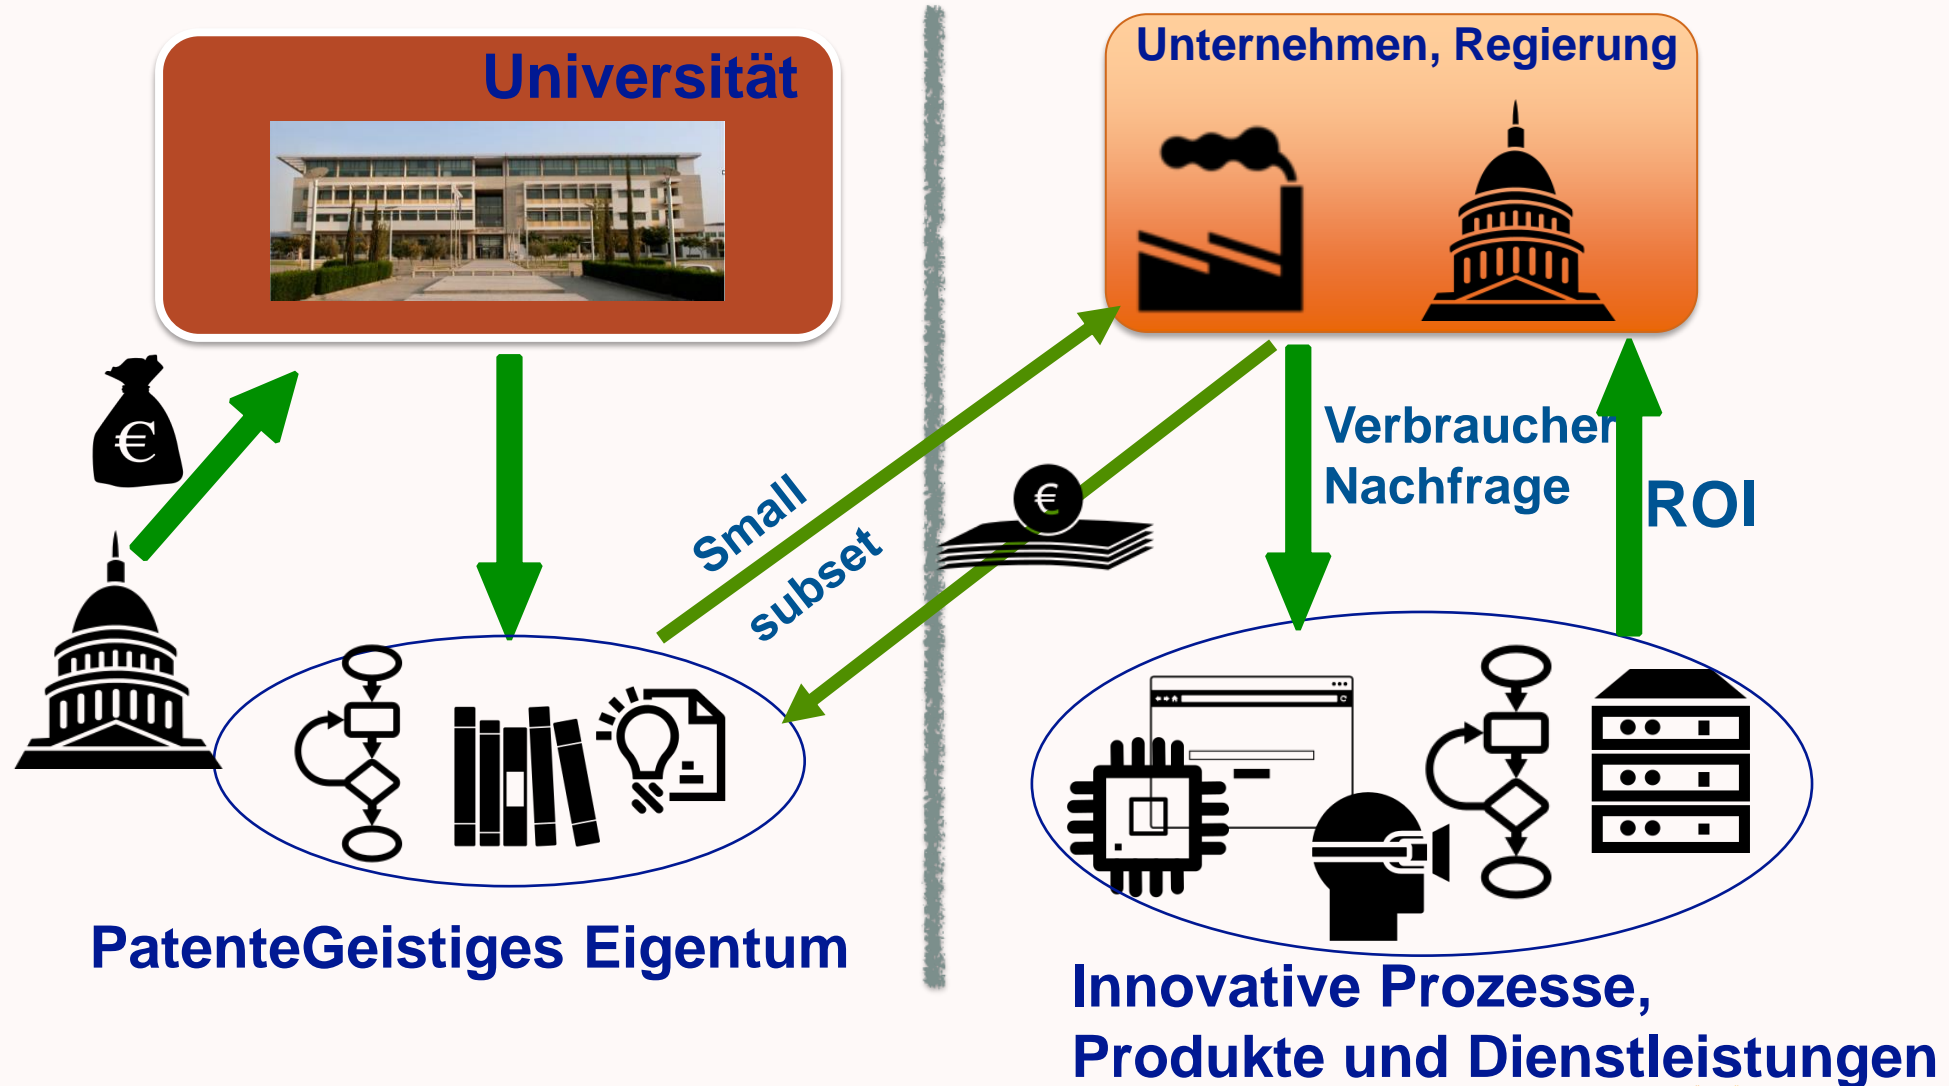 Universität
Unternehmen, Regierung
€
Small
subset
€
Verbraucher
Nachfrage
ROI
PatenteGeistiges Eigentum
Innovative Prozesse,
Produkte und Dienstleistungen